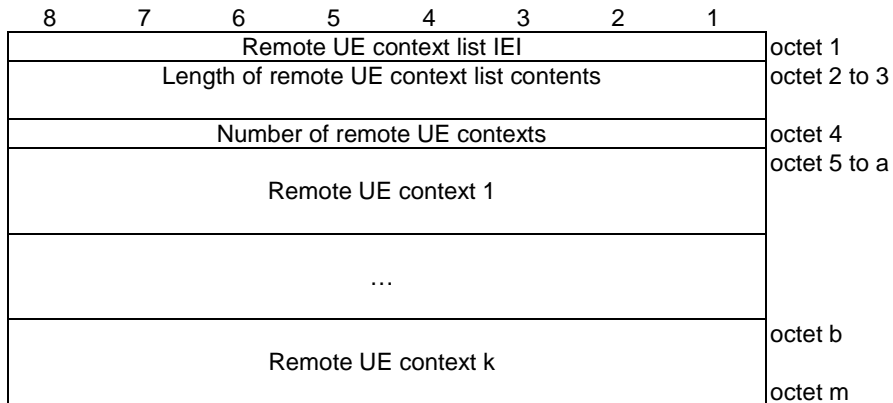 8 7 6 5 4 3 2 1
Remote UE context list IEI octet 1
Length of remote UE context list contents octet 2 to 3
Number of remote UE contexts octet 4
octet 5 to a
Remote UE context 1
…
octet b
Remote UE context k
octet m